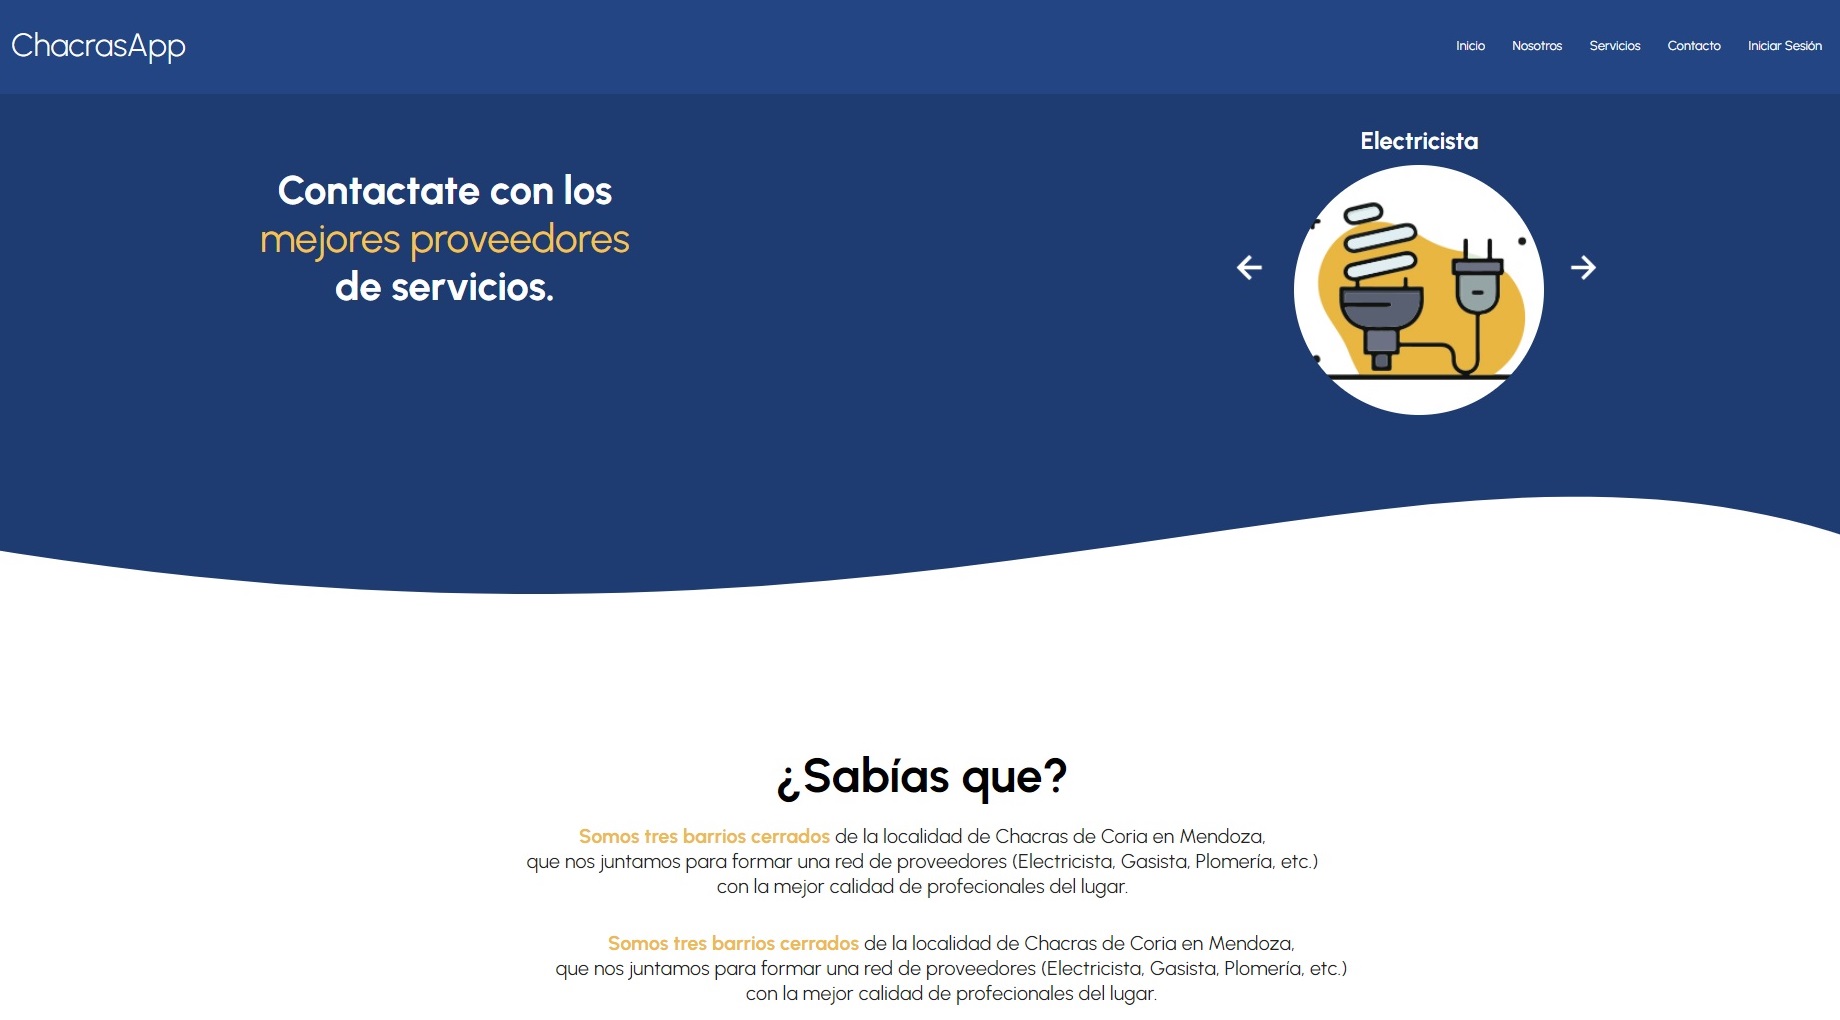 ChacrasApp
Inicio Nosotros Servicios Contacto Iniciar Sesión
Electricista
Contactate con los
mejores proveedores
de servicios.
¿Sabías que?
Somos tres barrios cerrados de la localidad de Chacras de Coria en Mendoza,
que nos juntamos para formar una red de proveedores (Electricista, Gasista, Plomería, etc.)
con la mejor calidad de profecionales del lugar.
Somos tres barrios cerrados de la localidad de Chacras de Coria en Mendoza,
que nos juntamos para formar una red de proveedores (Electricista, Gasista, Plomería, etc.)
con la mejor calidad de profecionales del lugar.